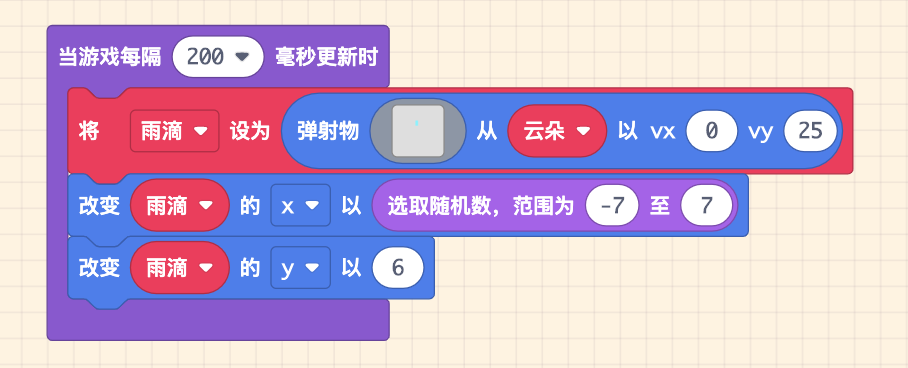 当游戏每隔 200 毫秒更新时
将 雨滴 设为 弹射物 从 云朵 以 vx 0 vy 25
改变 雨滴 的 x 以 选取随机数，范围为 -7 至 7
改变 雨滴 的 y 以 6